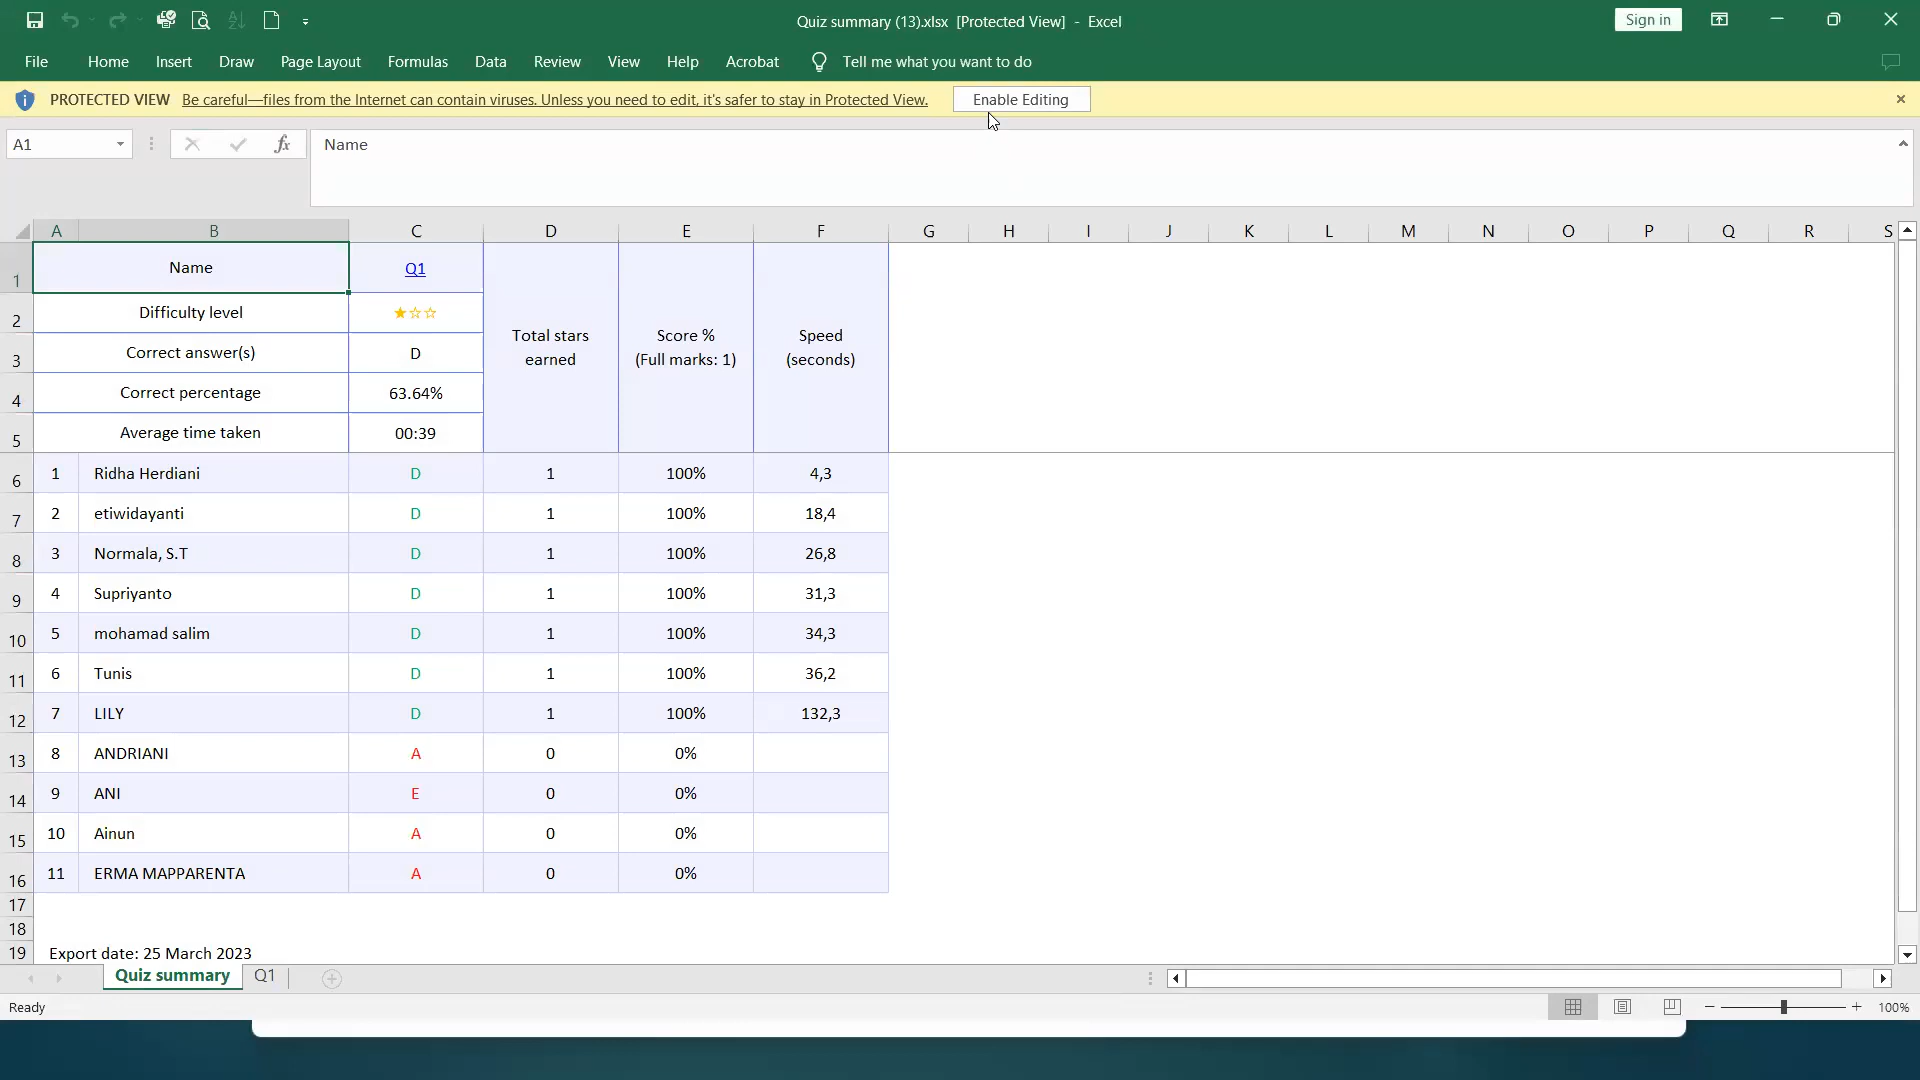 Quiz summary (13).xlsx [Protected View] - Excel
Sign in
File Home Insert Draw Page Layout Formulas Data Review View Help Acrobat Tell me what you want to do
PROTECTED VIEW Be careful—files from the Internet can contain viruses. Unless you need to edit, it's safer to stay in Protected View. Enable Editing
A1 fx Name
A B C D E F G H I J K L M N O P Q R S
1 Name Q1
Total stars earned
Score % (Full marks: 1)
Speed (seconds)
2 Difficulty level ★☆☆
3 Correct answer(s) D
4 Correct percentage 63.64%
5 Average time taken 00:39
6 1 Ridha Herdiani D 1 100% 4,3
7 2 etiwidayanti D 1 100% 18,4
8 3 Normala, S.T D 1 100% 26,8
9 4 Supriyanto D 1 100% 31,3
10 5 mohamad salim D 1 100% 34,3
11 6 Tunis D 1 100% 36,2
12 7 LILY D 1 100% 132,3
13 8 ANDRIANI A 0 0%
14 9 ANI E 0 0%
15 10 Ainun A 0 0%
16 11 ERMA MAPPARENTA A 0 0%
17
18
19 Export date: 25 March 2023
Quiz summary Q1
Ready 100%